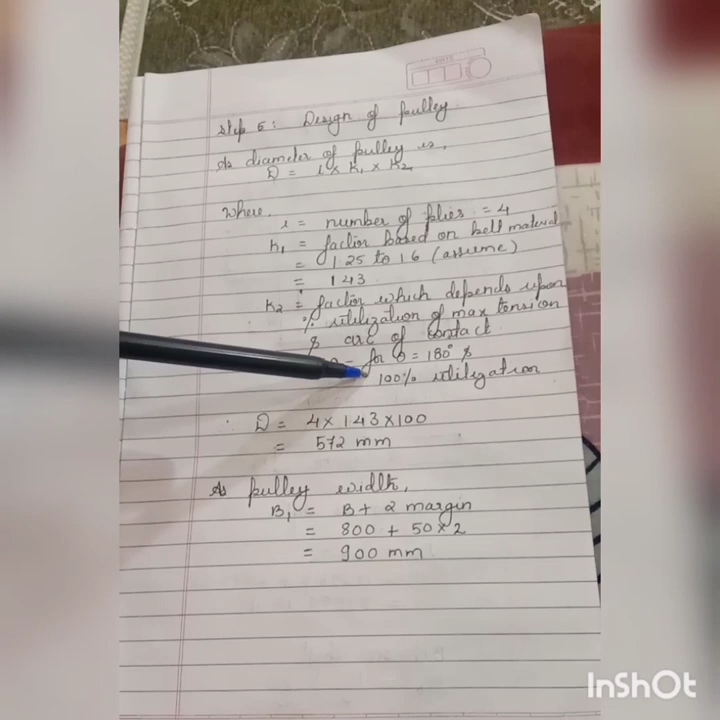 Step 6: Design of pulley
As diameter of pulley is,
D = i × K1 × K2
Where,
i = number of plies = 4
K1 = factor based on belt material
= 1.25 to 1.6 (assume)
= 1.43
K2 = factor which depends upon
% utilization of max tension
& arc of contact
for θ = 180° &
100% utilization
D = 4 × 1.43 × 100
= 572 mm
As pulley width,
B1 = B + 2 margin
= 800 + 50 × 2
= 900 mm
InShOt